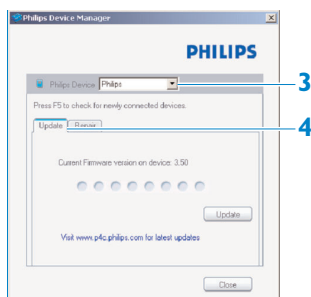 Philips Device Manager
PHILIPS
Philips Device Philips
3
Press F5 to check for newly connected devices.
Update Repair
4
Current Firmware version on device: 3.50
Update
Visit www.p4c.philips.com for latest updates
Close